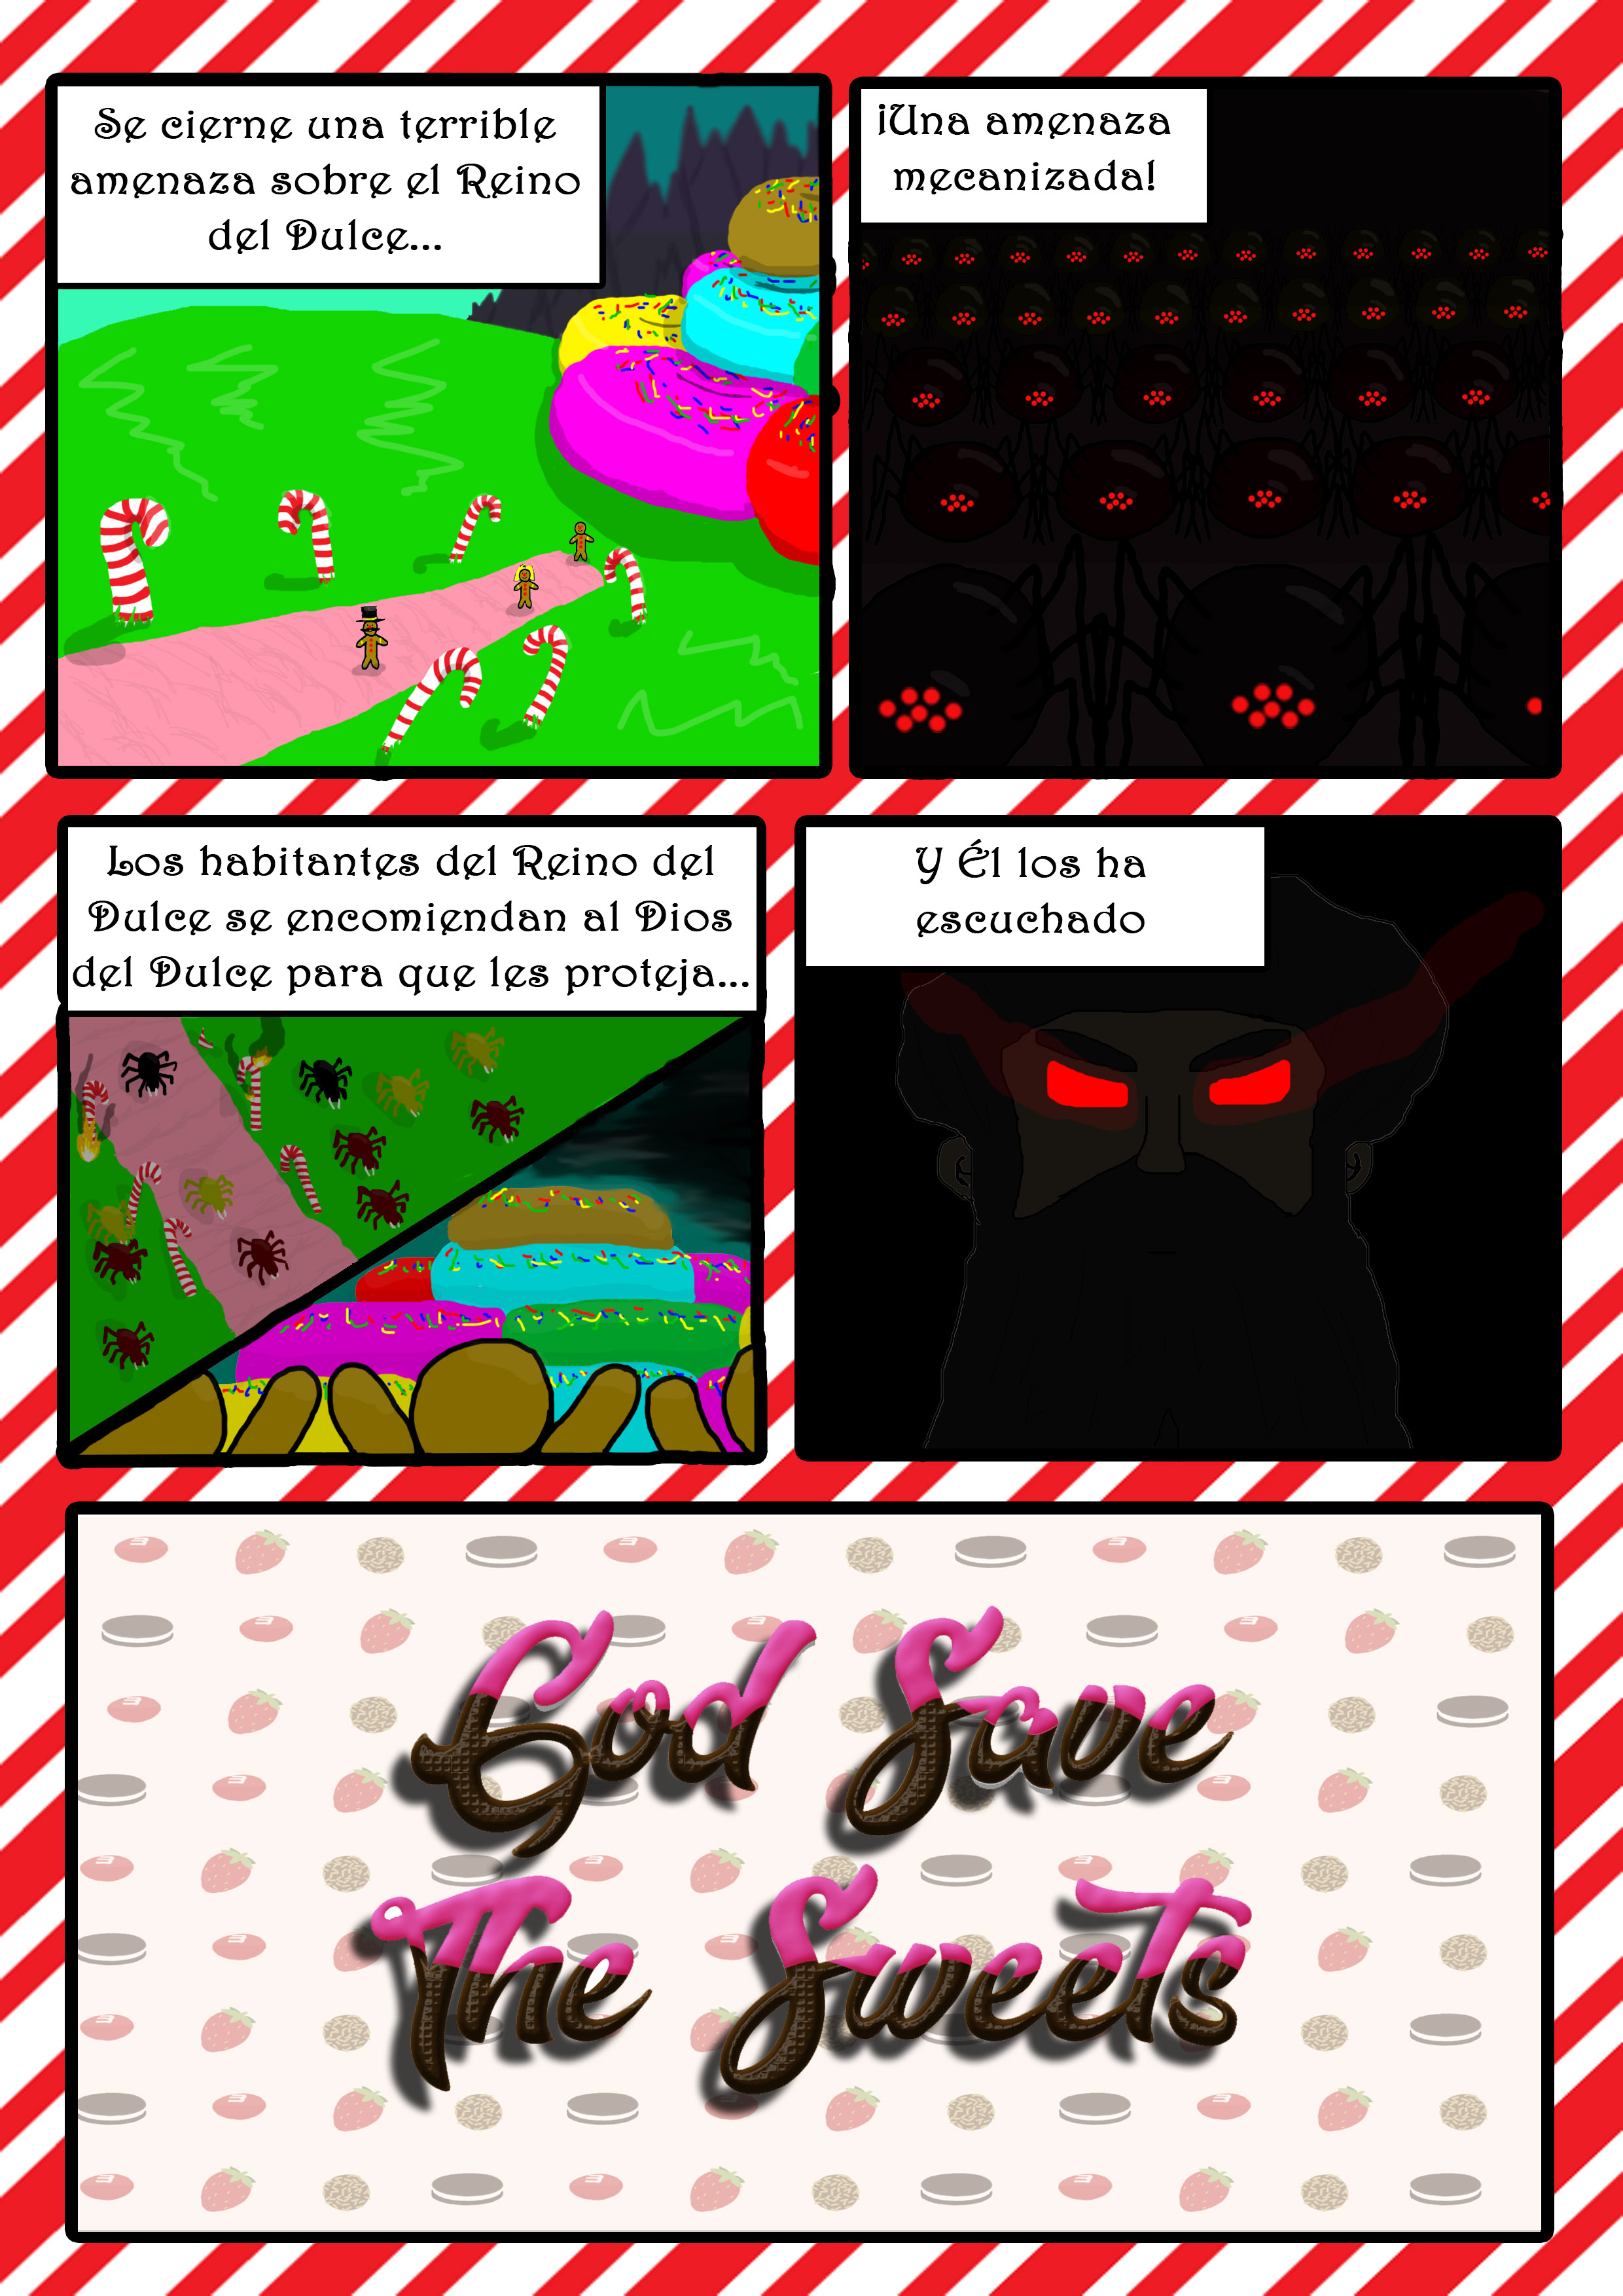 Se cierne una terrible
amenaza sobre el Reino
del Dulce...
¡Una amenaza
mecanizada!
Los habitantes del Reino del
Dulce se encomiendan al Dios
del Dulce para que les proteja...
Y Él los ha
escuchado
God Save
The Sweets